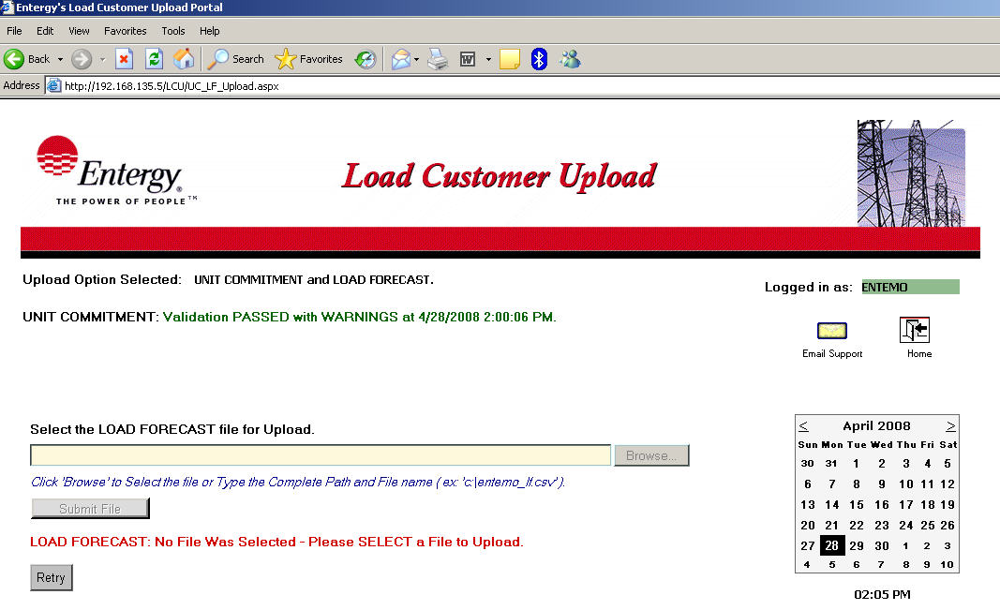 Entergy's Load Customer Upload Portal
File Edit View Favorites Tools Help
Back Search Favorites
Address http://192.168.135.5/LCU/UC_LF_Upload.aspx
Entergy®
THE POWER OF PEOPLE™
Load Customer Upload
Upload Option Selected: UNIT COMMITMENT and LOAD FORECAST.
Logged in as: ENTEMO
UNIT COMMITMENT: Validation PASSED with WARNINGS at 4/28/2008 2:00:06 PM.
Email Support Home
Select the LOAD FORECAST file for Upload.
Browse...
Click 'Browse' to Select the file or Type the Complete Path and File name ( ex: 'c:\entemo_lf.csv' ).
Submit File
LOAD FORECAST: No File Was Selected - Please SELECT a File to Upload.
Retry
< April 2008 >
Sun Mon Tue Wed Thu Fri Sat
30 31 1 2 3 4 5
6 7 8 9 10 11 12
13 14 15 16 17 18 19
20 21 22 23 24 25 26
27 28 29 30 1 2 3
4 5 6 7 8 9 10
02:05 PM